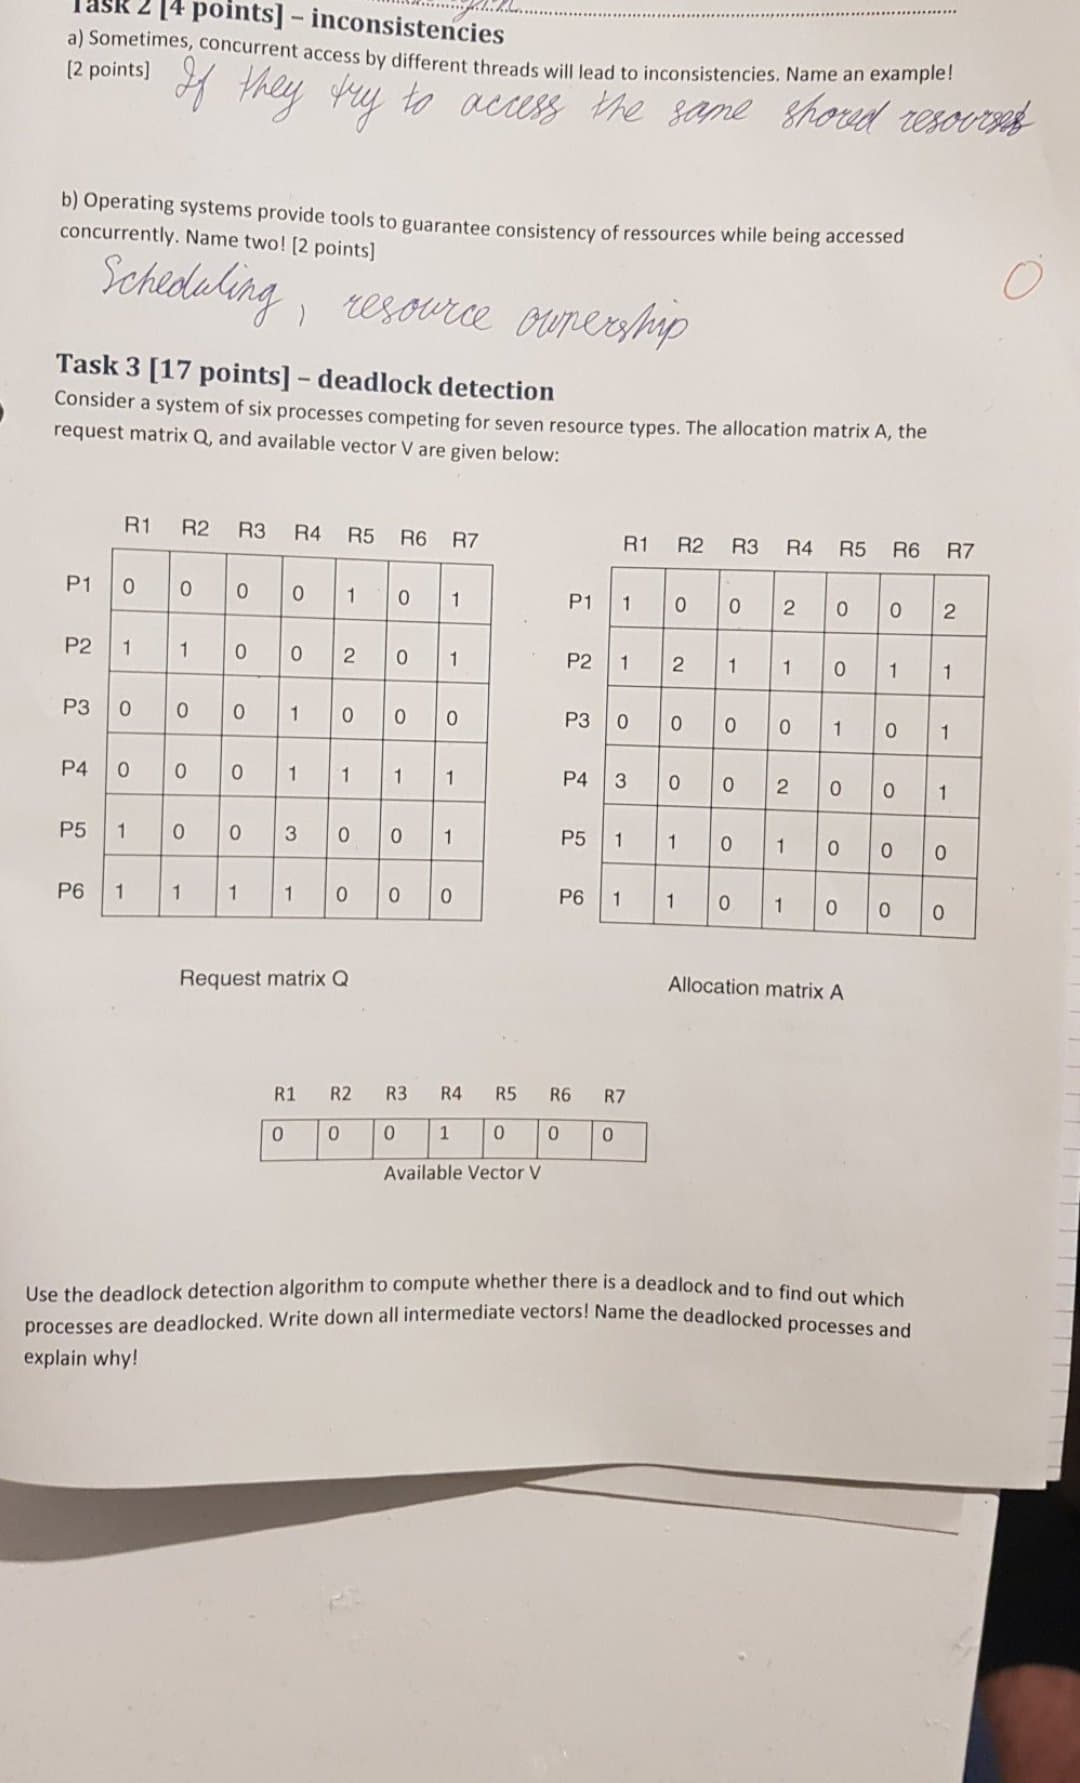 Task 2 [4 points] – inconsistencies
a) Sometimes, concurrent access by different threads will lead to inconsistencies. Name an example!
[2 points] If they try to access the same shored
b) Operating systems provide tools to guarantee consistency of ressources while being accessed
concurrently. Name two! [2 points]
0
Scheduling, resource ownership
Task 3 [17 points] – deadlock detection
Consider a system of six processes competing for seven resource types. The allocation matrix A, the
request matrix Q, and available vector V are given below:
R1 R2 R3 R4 R5 R6 R7
P1 0 0 0 0 1 0 1
P2 1 1 0 0 2 0 1
P3 0 0 0 1 0 0 0
P4 0 0 0 1 1 1 1
P5 1 0 0 3 0 0 1
P6 1 1 1 1 0 0 0
Request matrix Q
R1 R2 R3 R4 R5 R6 R7
P1 1 0 0 2 0 0 2
P2 1 2 1 1 0 1 1
P3 0 0 0 0 1 0 1
P4 3 0 0 2 0 0 1
P5 1 1 0 1 0 0 0
P6 1 1 0 1 0 0 0
Allocation matrix A
R1 R2 R3 R4 R5 R6 R7
0 0 0 1 0 0 0
Available Vector V
Use the deadlock detection algorithm to compute whether there is a deadlock and to find out which
processes are deadlocked. Write down all intermediate vectors! Name the deadlocked processes and
explain why!